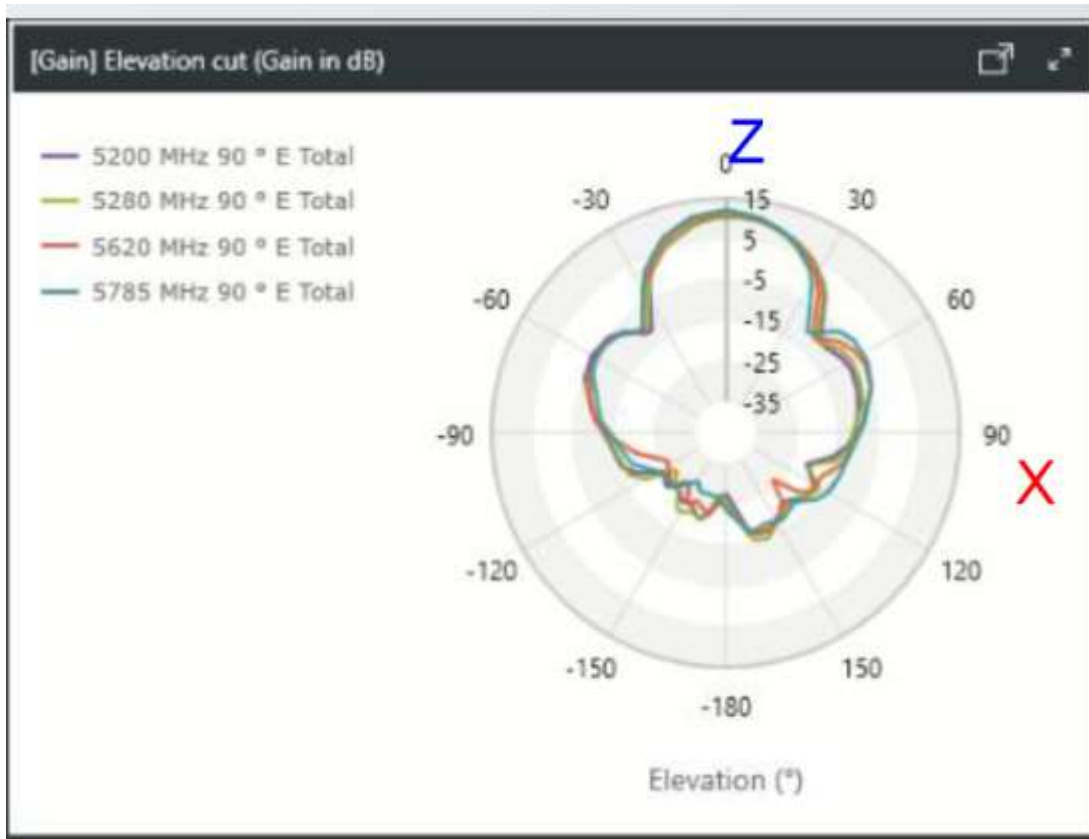 [Gain] Elevation cut (Gain in dB)
5200 MHz 90 ° E Total
5280 MHz 90 ° E Total
5620 MHz 90 ° E Total
5785 MHz 90 ° E Total
Z
0
-30
15
30
5
-60
-5
60
-15
-25
-35
-90
90
X
-120
120
-150
150
-180
Elevation (°)